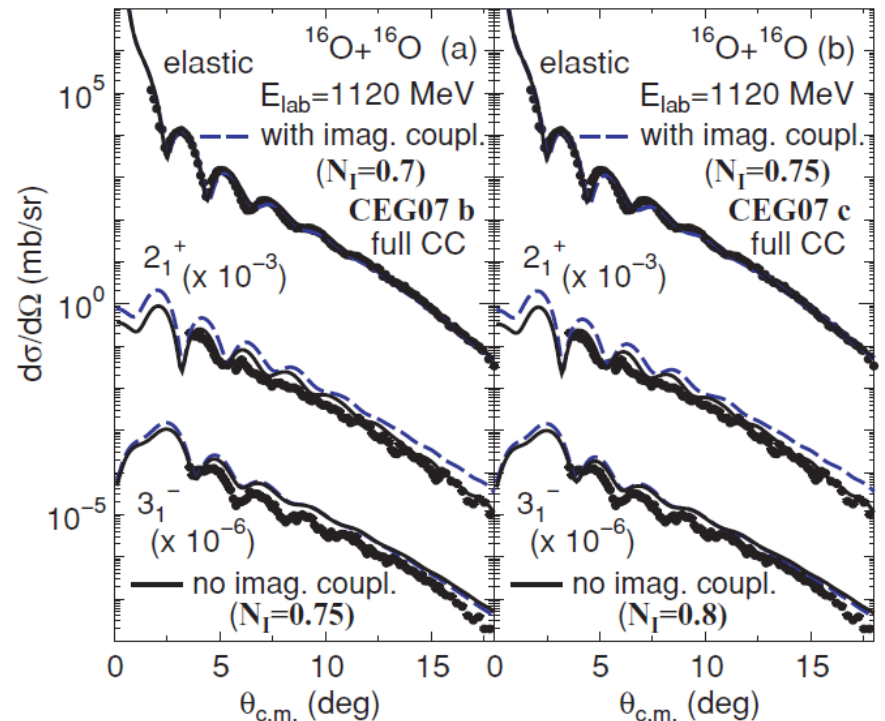 dσ/dΩ (mb/sr)
10⁵
10⁰
10⁻⁵
¹⁶O+¹⁶O (a)
elastic
E_lab=1120 MeV
with imag. coupl.
(N_I=0.7)
CEG07 b
full CC
2₁⁺
(x 10⁻³)
3₁⁻
(x 10⁻⁶)
no imag. coupl.
(N_I=0.75)
0 5 10 15
θ_c.m. (deg)
¹⁶O+¹⁶O (b)
elastic
E_lab=1120 MeV
with imag. coupl.
(N_I=0.75)
CEG07 c
full CC
2₁⁺
(x 10⁻³)
3₁⁻
(x 10⁻⁶)
no imag. coupl.
(N_I=0.8)
0 5 10 15
θ_c.m. (deg)